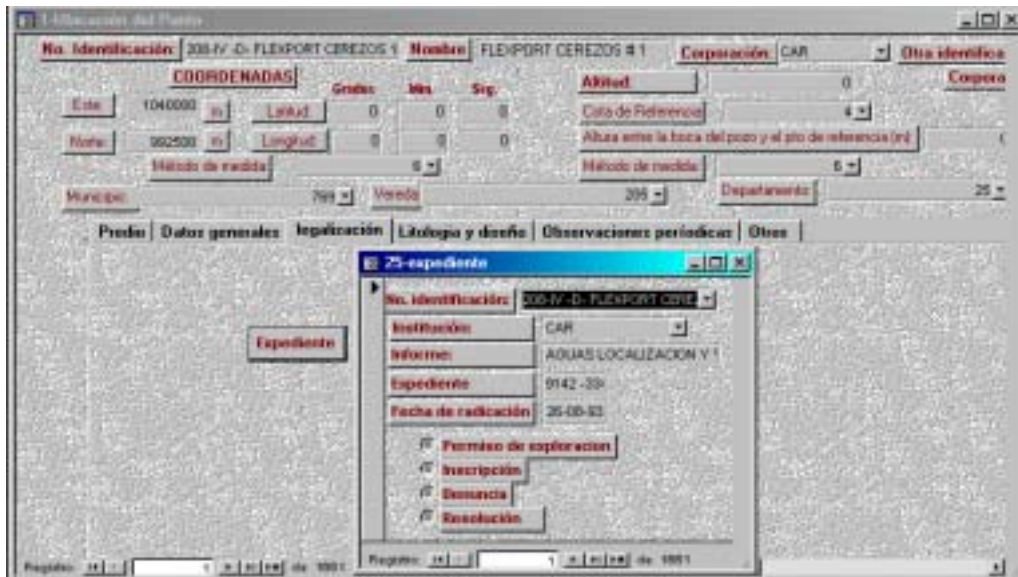 1-Ubicación del Punto
No. Identificación: 208-IV -D- FLEXPORT CEREZOS 1 Nombre FLEXPORT CEREZOS # 1 Corporación: CAR Otra identifica
COORDENADAS Grados Min. Sig. Altitud: 0 Corpora
Este: 1040000 m Latitud: 0 0 0 Cota de Referencia 4
Norte: 992500 m Longitud: 0 0 0 Altura entre la boca del pozo y el pto de referencia (m)
Método de medida: 6 Método de medida: 6
Municipio: 769 Vereda 205 Departamento: 25
Predio Datos generales legalización Litología y diseño Observaciones períodicas Otros
25-expediente
No. identificación: 208-IV -D- FLEXPORT CERE
Expediente
Institución: CAR
Informe: AGUAS LOCALIZACION Y
Expediente 9142 -33
Fecha de radicación 26-08-93
Permiso de exploracion
Inscripción
Denuncia
Resolución
Registro: 1 de 1881
Registro: 1 de 1881